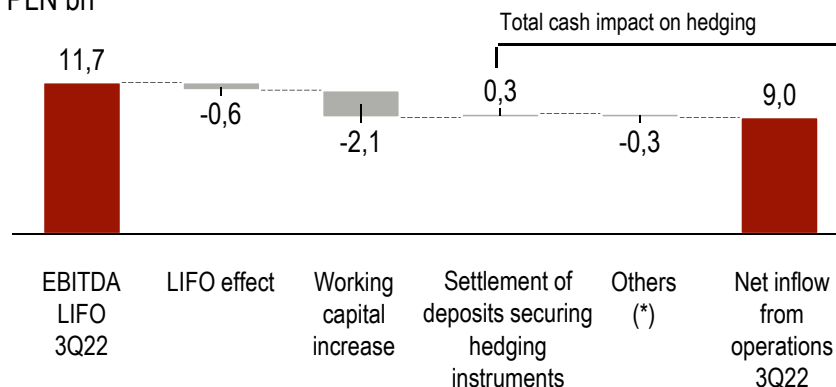 PLN bn
Total cash impact on hedging
11,7
-0,6
-2,1
0,3
-0,3
9,0
EBITDA
LIFO
3Q22
LIFO effect
Working
capital
increase
Settlement of
deposits securing
hedging
instruments
Others
(*)
Net inflow
from
operations
3Q22